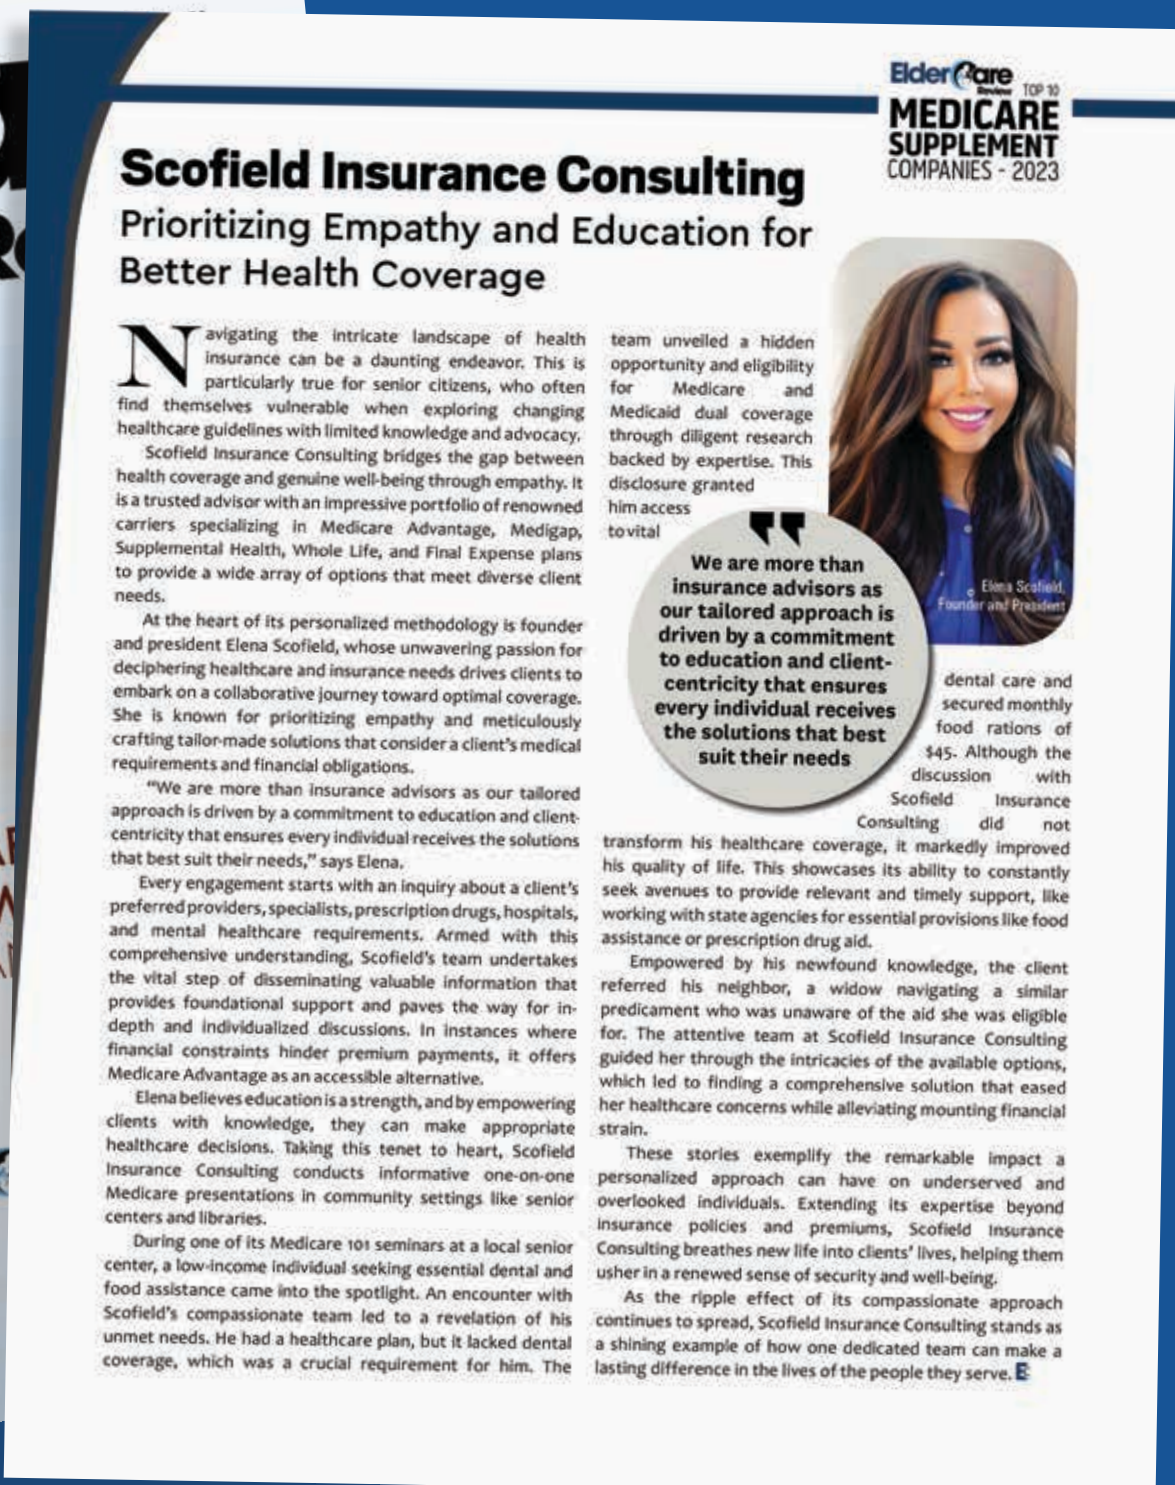 ElderCare
Review
TOP 10
MEDICARE
SUPPLEMENT
COMPANIES - 2023
Scofield Insurance Consulting
Prioritizing Empathy and Education for
Better Health Coverage
Navigating the intricate landscape of health
insurance can be a daunting endeavor. This is
particularly true for senior citizens, who often
find themselves vulnerable when exploring changing
healthcare guidelines with limited knowledge and advocacy.
Scofield Insurance Consulting bridges the gap between
health coverage and genuine well-being through empathy. It
is a trusted advisor with an impressive portfolio of renowned
carriers specializing in Medicare Advantage, Medigap,
Supplemental Health, Whole Life, and Final Expense plans
to provide a wide array of options that meet diverse client
needs.
At the heart of its personalized methodology is founder
and president Elena Scofield, whose unwavering passion for
deciphering healthcare and insurance needs drives clients to
embark on a collaborative journey toward optimal coverage.
She is known for prioritizing empathy and meticulously
crafting tailor-made solutions that consider a client's medical
requirements and financial obligations.
"We are more than insurance advisors as our tailored
approach is driven by a commitment to education and client-
centricity that ensures every individual receives the solutions
that best suit their needs," says Elena.
Every engagement starts with an inquiry about a client's
preferred providers, specialists, prescription drugs, hospitals,
and mental healthcare requirements. Armed with this
comprehensive understanding, Scofield's team undertakes
the vital step of disseminating valuable information that
provides foundational support and paves the way for in-
depth and individualized discussions. In instances where
financial constraints hinder premium payments, it offers
Medicare Advantage as an accessible alternative.
Elena believes education is a strength, and by empowering
clients with knowledge, they can make appropriate
healthcare decisions. Taking this tenet to heart, Scofield
Insurance Consulting conducts informative one-on-one
Medicare presentations in community settings like senior
centers and libraries.
During one of its Medicare 101 seminars at a local senior
center, a low-income individual seeking essential dental and
food assistance came into the spotlight. An encounter with
Scofield's compassionate team led to a revelation of his
unmet needs. He had a healthcare plan, but it lacked dental
coverage, which was a crucial requirement for him. The
team unveiled a hidden
opportunity and eligibility
for Medicare and
Medicaid dual coverage
through diligent research
backed by expertise. This
disclosure granted
him access
to vital
We are more than
insurance advisors as
our tailored approach is
driven by a commitment
to education and client-
centricity that ensures
every individual receives
the solutions that best
suit their needs
Elena Scofield,
Founder and President
dental care and
secured monthly
food rations of
$45. Although the
discussion with
Scofield Insurance
Consulting did not
transform his healthcare coverage, it markedly improved
his quality of life. This showcases its ability to constantly
seek avenues to provide relevant and timely support, like
working with state agencies for essential provisions like food
assistance or prescription drug aid.
Empowered by his newfound knowledge, the client
referred his neighbor, a widow navigating a similar
predicament who was unaware of the aid she was eligible
for. The attentive team at Scofield Insurance Consulting
guided her through the intricacies of the available options,
which led to finding a comprehensive solution that eased
her healthcare concerns while alleviating mounting financial
strain.
These stories exemplify the remarkable impact a
personalized approach can have on underserved and
overlooked individuals. Extending its expertise beyond
insurance policies and premiums, Scofield Insurance
Consulting breathes new life into clients' lives, helping them
usher in a renewed sense of security and well-being.
As the ripple effect of its compassionate approach
continues to spread, Scofield Insurance Consulting stands as
a shining example of how one dedicated team can make a
lasting difference in the lives of the people they serve. E